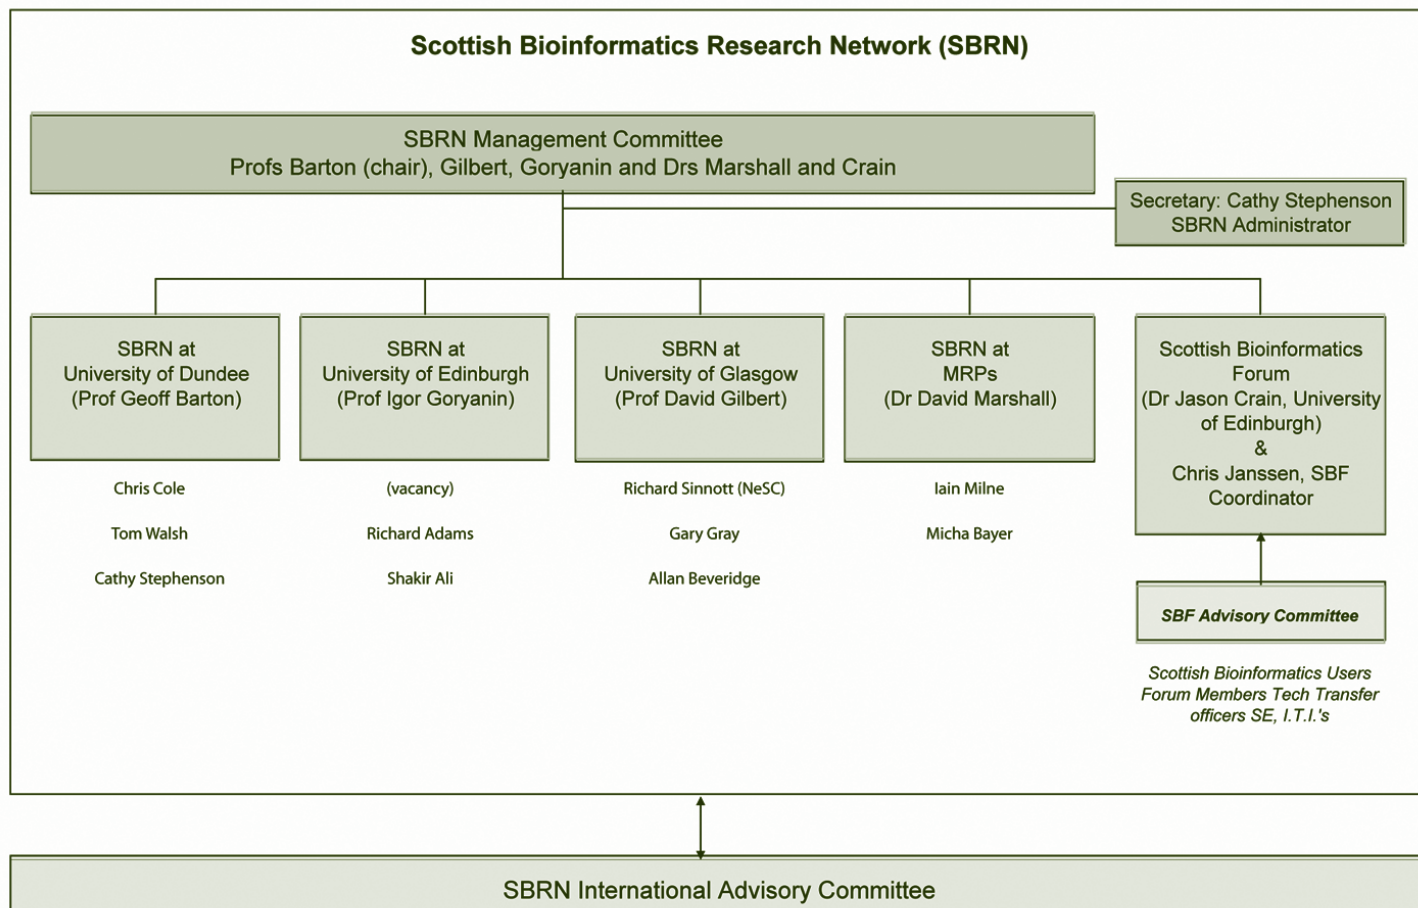 Scottish Bioinformatics Research Network (SBRN)
SBRN Management Committee
Profs Barton (chair), Gilbert, Goryanin and Drs Marshall and Crain
Secretary: Cathy Stephenson
SBRN Administrator
SBRN at
University of Dundee
(Prof Geoff Barton)
Chris Cole
Tom Walsh
Cathy Stephenson
SBRN at
University of Edinburgh
(Prof Igor Goryanin)
(vacancy)
Richard Adams
Shakir Ali
SBRN at
University of Glasgow
(Prof David Gilbert)
Richard Sinnott (NeSC)
Gary Gray
Allan Beveridge
SBRN at
MRPs
(Dr David Marshall)
Iain Milne
Micha Bayer
Scottish Bioinformatics
Forum
(Dr Jason Crain, University
of Edinburgh)
&
Chris Janssen, SBF
Coordinator
SBF Advisory Committee
Scottish Bioinformatics Users
Forum Members Tech Transfer
officers SE, I.T.I.'s
SBRN International Advisory Committee